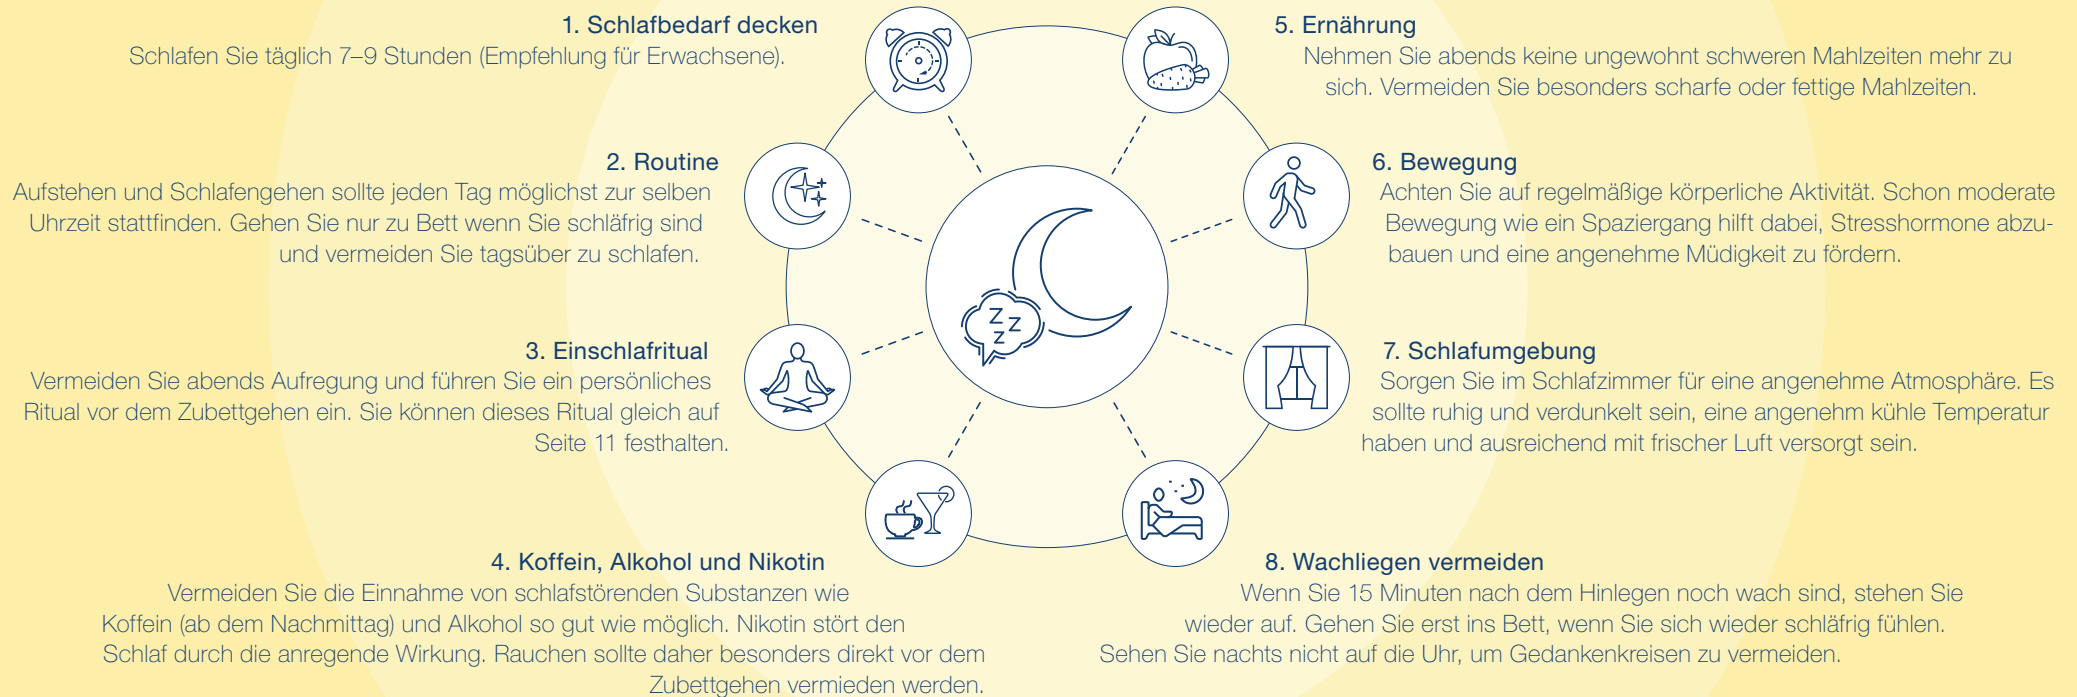 1. Schlafbedarf decken
Schlafen Sie täglich 7–9 Stunden (Empfehlung für Erwachsene).
2. Routine
Aufstehen und Schlafengehen sollte jeden Tag möglichst zur selben
Uhrzeit stattfinden. Gehen Sie nur zu Bett wenn Sie schläfrig sind
und vermeiden Sie tagsüber zu schlafen.
3. Einschlafritual
Vermeiden Sie abends Aufregung und führen Sie ein persönliches
Ritual vor dem Zubettgehen ein. Sie können dieses Ritual gleich auf
Seite 11 festhalten.
4. Koffein, Alkohol und Nikotin
Vermeiden Sie die Einnahme von schlafstörenden Substanzen wie
Koffein (ab dem Nachmittag) und Alkohol so gut wie möglich. Nikotin stört den
Schlaf durch die anregende Wirkung. Rauchen sollte daher besonders direkt vor dem
Zubettgehen vermieden werden.
z z
z
5. Ernährung
Nehmen Sie abends keine ungewohnt schweren Mahlzeiten mehr zu
sich. Vermeiden Sie besonders scharfe oder fettige Mahlzeiten.
6. Bewegung
Achten Sie auf regelmäßige körperliche Aktivität. Schon moderate
Bewegung wie ein Spaziergang hilft dabei, Stresshormone abzu-
bauen und eine angenehme Müdigkeit zu fördern.
7. Schlafumgebung
Sorgen Sie im Schlafzimmer für eine angenehme Atmosphäre. Es
sollte ruhig und verdunkelt sein, eine angenehm kühle Temperatur
haben und ausreichend mit frischer Luft versorgt sein.
8. Wachliegen vermeiden
Wenn Sie 15 Minuten nach dem Hinlegen noch wach sind, stehen Sie
wieder auf. Gehen Sie erst ins Bett, wenn Sie sich wieder schläfrig fühlen.
Sehen Sie nachts nicht auf die Uhr, um Gedankenkreisen zu vermeiden.